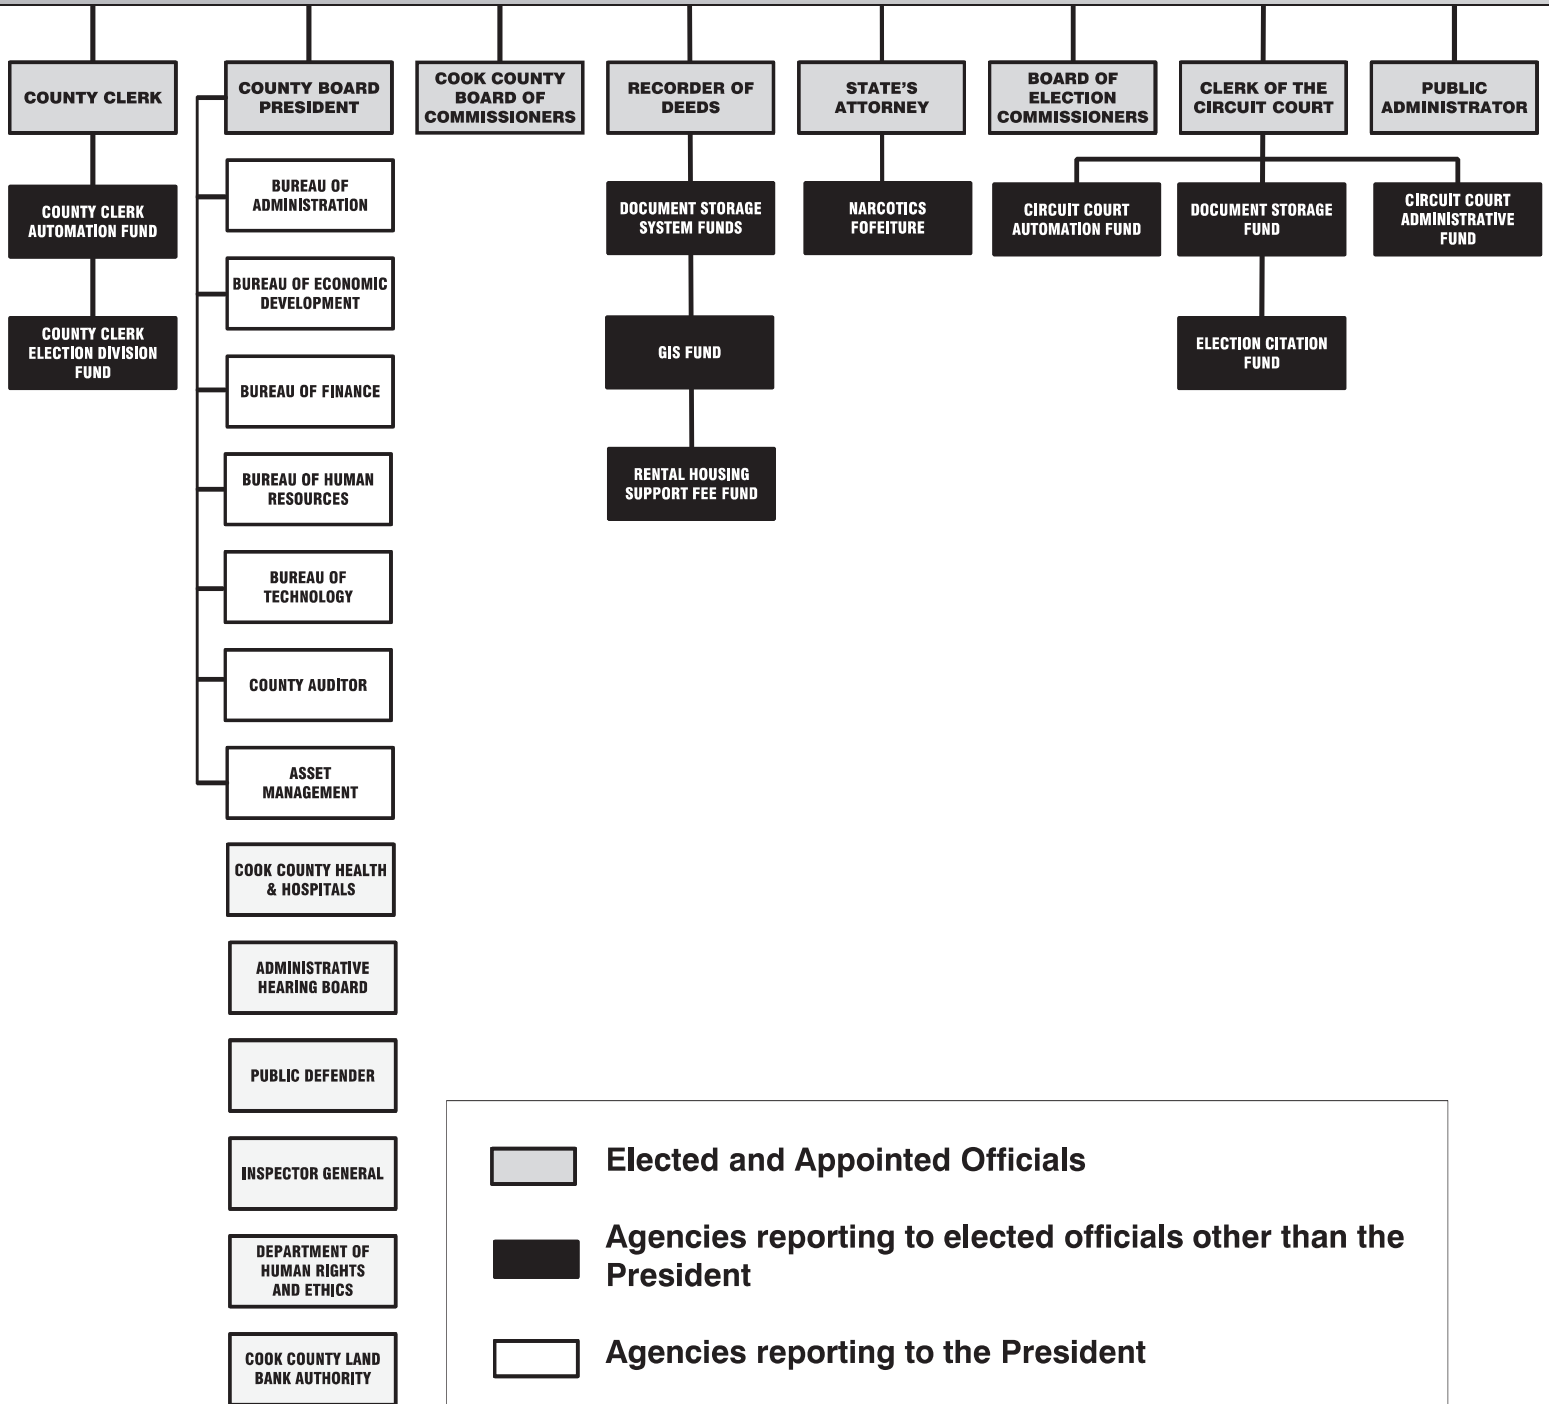 COUNTY CLERK
COUNTY BOARD
PRESIDENT
COOK COUNTY
BOARD OF
COMMISSIONERS
RECORDER OF
DEEDS
STATE'S
ATTORNEY
BOARD OF
ELECTION
COMMISSIONERS
CLERK OF THE
CIRCUIT COURT
PUBLIC
ADMINISTRATOR
COUNTY CLERK
AUTOMATION FUND
COUNTY CLERK
ELECTION DIVISION
FUND
BUREAU OF
ADMINISTRATION
BUREAU OF ECONOMIC
DEVELOPMENT
BUREAU OF FINANCE
BUREAU OF HUMAN
RESOURCES
BUREAU OF
TECHNOLOGY
COUNTY AUDITOR
ASSET
MANAGEMENT
COOK COUNTY HEALTH
& HOSPITALS
ADMINISTRATIVE
HEARING BOARD
PUBLIC DEFENDER
INSPECTOR GENERAL
DEPARTMENT OF
HUMAN RIGHTS
AND ETHICS
COOK COUNTY LAND
BANK AUTHORITY
DOCUMENT STORAGE
SYSTEM FUNDS
GIS FUND
RENTAL HOUSING
SUPPORT FEE FUND
NARCOTICS
FOFEITURE
CIRCUIT COURT
AUTOMATION FUND
DOCUMENT STORAGE
FUND
ELECTION CITATION
FUND
CIRCUIT COURT
ADMINISTRATIVE
FUND
Elected and Appointed Officials
Agencies reporting to elected officials other than the
President
Agencies reporting to the President